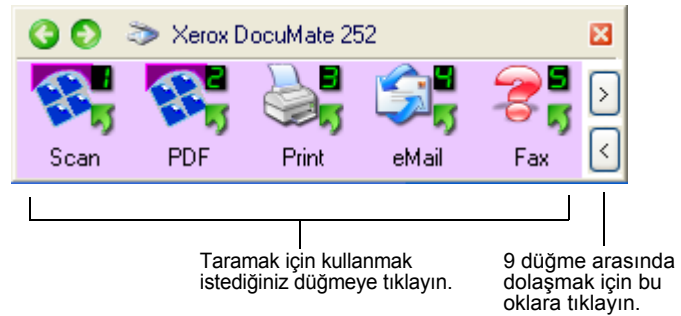 Xerox DocuMate 252
1 2 3 4 5
Scan PDF Print eMail Fax
>
<
Taramak için kullanmak
istediğiniz düğmeye tıklayın.
9 düğme arasında
dolaşmak için bu
oklara tıklayın.